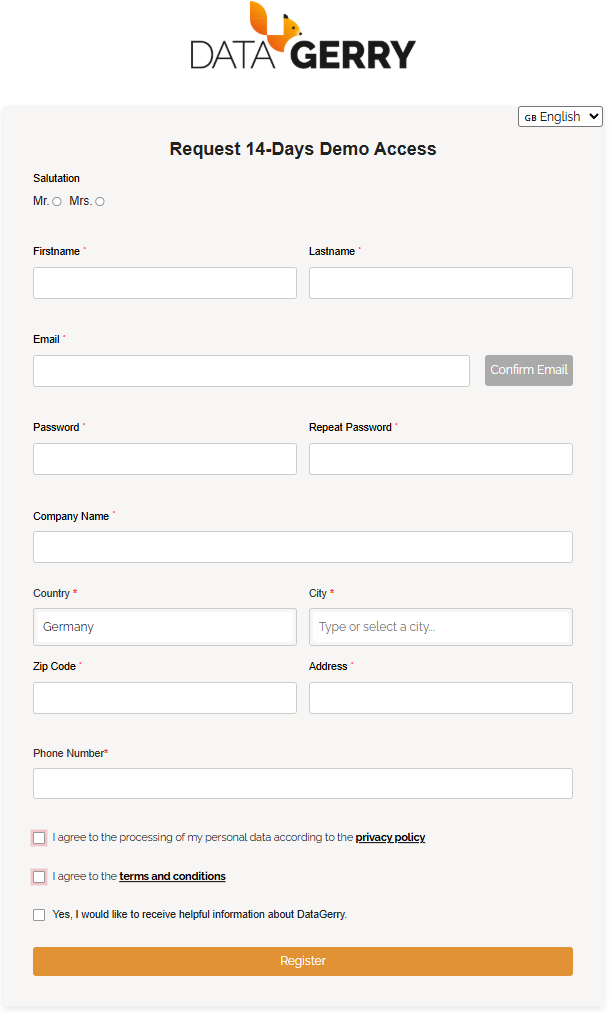 DATA GERRY
GB English
Request 14-Days Demo Access
Salutation
Mr. Mrs.
Firstname * Lastname *
Email *
Confirm Email
Password * Repeat Password *
Company Name *
Country * City *
Germany Type or select a city...
Zip Code * Address *
Phone Number*
I agree to the processing of my personal data according to the privacy policy
I agree to the terms and conditions
Yes, I would like to receive helpful information about DataGerry.
Register